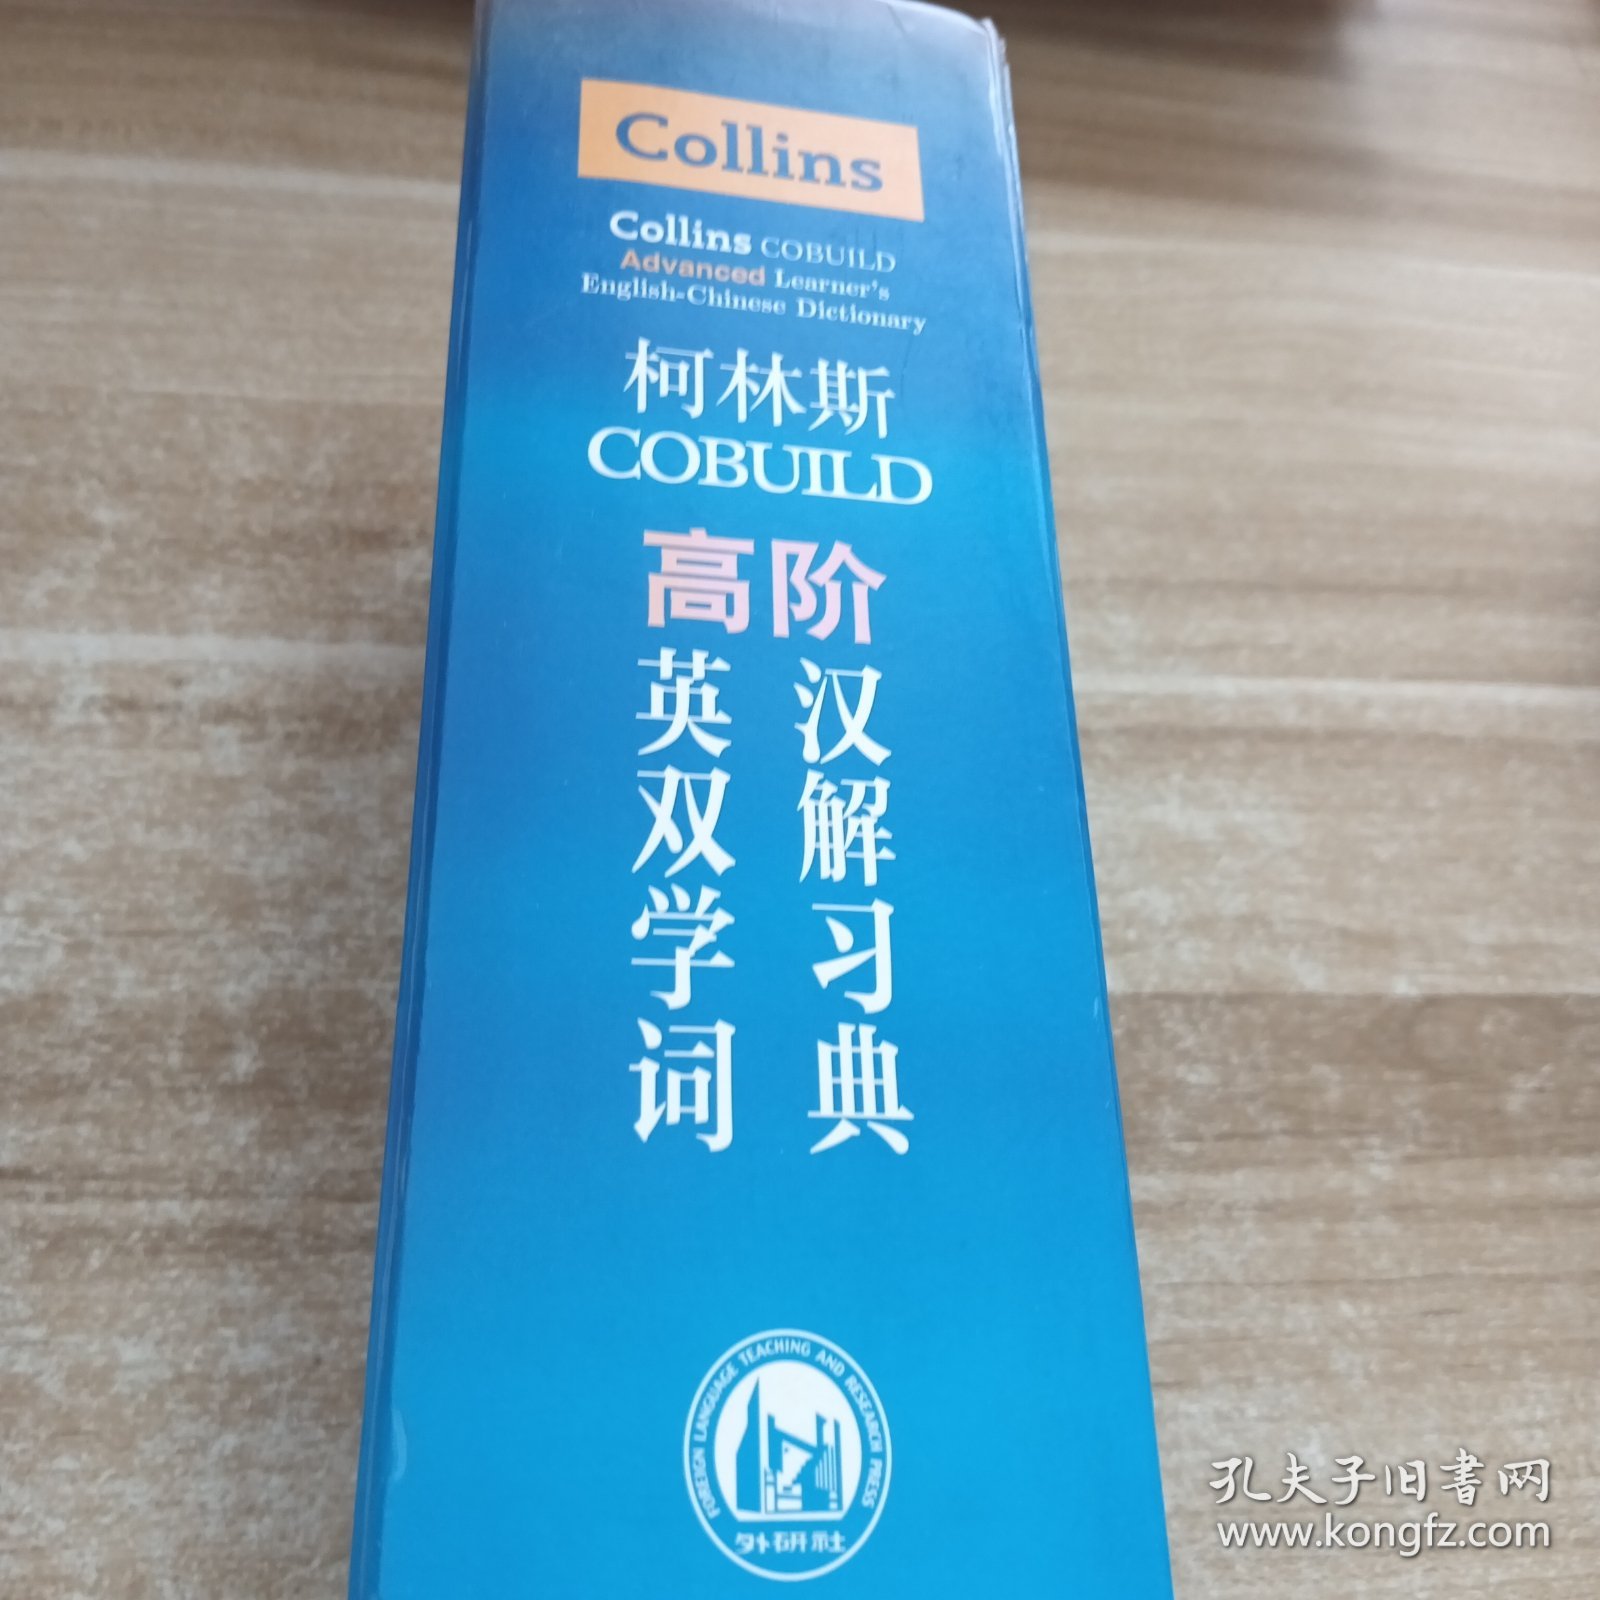 Collins
Collins COBUILD
Advanced Learner's
English-Chinese Dictionary
柯林斯
COBUILD
高阶
英汉
双解
学习
词典
FOREIGN LANGUAGE TEACHING AND RESEARCH PRESS
外研社
孔夫子旧书网
www.kongfz.com